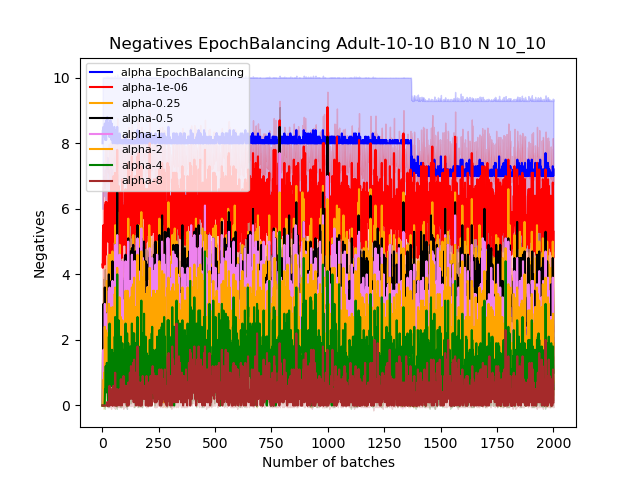 Negatives EpochBalancing Adult-10-10 B10 N 10_10
10
8
6
4
2
0
Negatives
alpha EpochBalancing
alpha-1e-06
alpha-0.25
alpha-0.5
alpha-1
alpha-2
alpha-4
alpha-8
0 250 500 750 1000 1250 1500 1750 2000
Number of batches